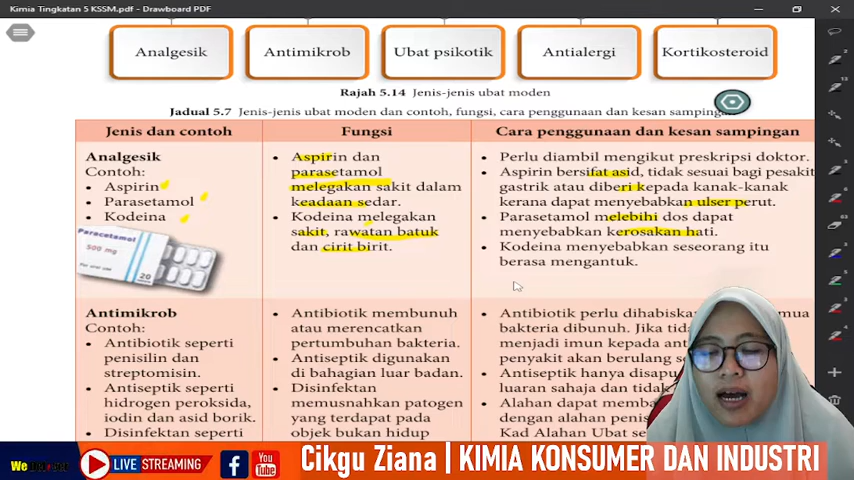 Kimia Tingkatan 5 KSSM.pdf - Drawboard PDF
Analgesik
Antimikrob
Ubat psikotik
Antialergi
Kortikosteroid
Rajah 5.14 Jenis-jenis ubat moden
Jadual 5.7 Jenis-jenis ubat moden dan contoh, fungsi, cara penggunaan dan kesan sampingan
Jenis dan contoh
Fungsi
Cara penggunaan dan kesan sampingan
Analgesik
Contoh:
• Aspirin
• Parasetamol
• Kodeina
Paracetamol
500 mg
20
• Aspirin dan
parasetamol
melegakan sakit dalam
keadaan sedar.
• Kodeina melegakan
sakit, rawatan batuk
dan cirit birit.
• Perlu diambil mengikut preskripsi doktor.
• Aspirin bersifat asid, tidak sesuai bagi pesakit
gastrik atau diberi kepada kanak-kanak
kerana dapat menyebabkan ulser perut.
• Parasetamol melebihi dos dapat
menyebabkan kerosakan hati.
• Kodeina menyebabkan seseorang itu
berasa mengantuk.
Antimikrob
Contoh:
• Antibiotik seperti
penisilin dan
streptomisin.
• Antiseptik seperti
hidrogen peroksida,
iodin dan asid borik.
• Disinfektan seperti
• Antibiotik membunuh
atau merencatkan
pertumbuhan bakteria.
• Antiseptik digunakan
di bahagian luar badan.
• Disinfektan
memusnahkan patogen
yang terdapat pada
objek bukan hidup
• Antibiotik perlu dihabiskan
bakteria dibunuh. Jika
menjadi imun kepada
penyakit akan berulang
• Antiseptik hanya
luaran sahaja dan
• Alahan dapat
dengan alahan
Kad Alahan Ubat
LIVE STREAMING
You
Tube
Cikgu Ziana | KIMIA KONSUMER DAN INDUSTRI